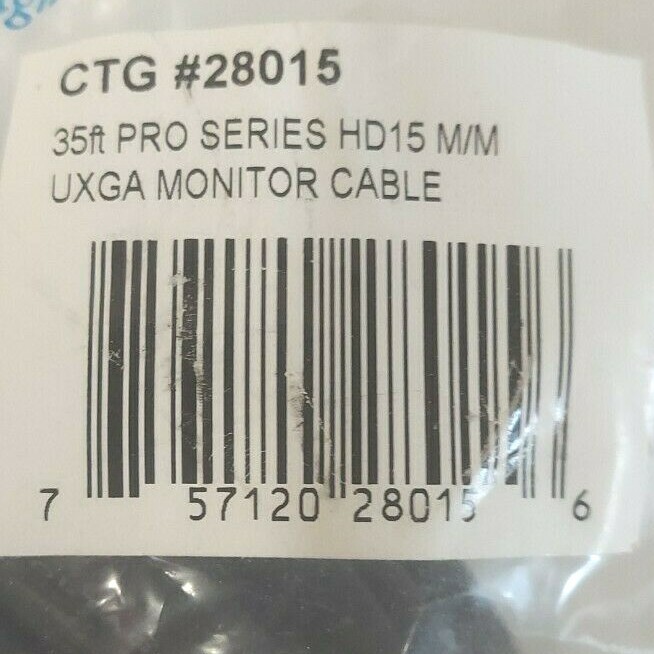 CTG #28015
35ft PRO SERIES HD15 M/M
UXGA MONITOR CABLE
7 57120 28015 6